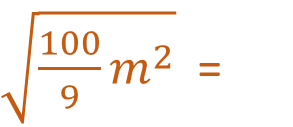 √(100/9 m²) =